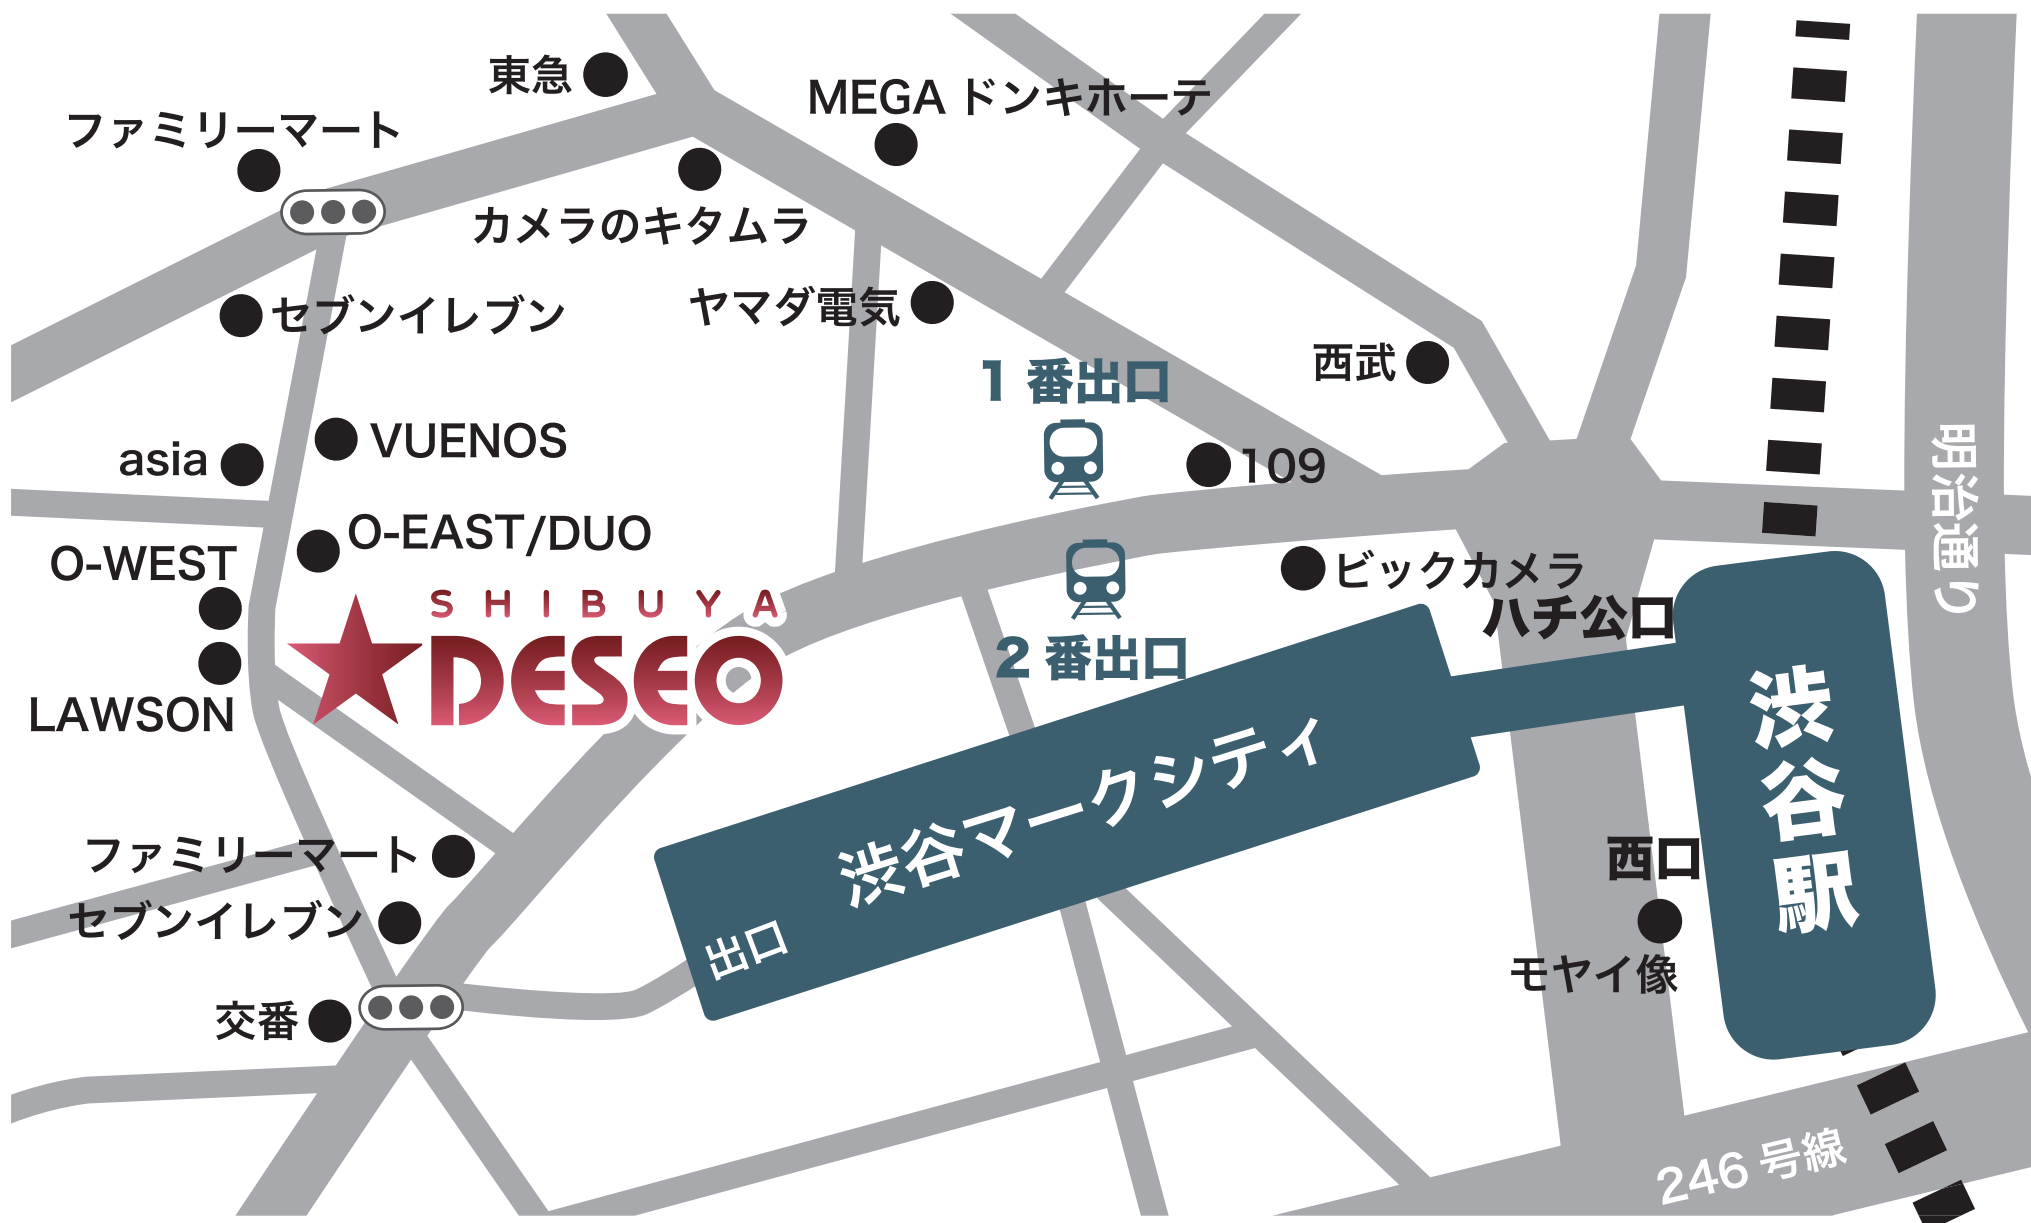 東急
MEGA ドンキホーテ
ファミリーマート
カメラのキタムラ
セブンイレブン
ヤマダ電気
西武
1 番出口
明治通り
VUENOS
asia
109
O-EAST/DUO
O-WEST
ビックカメラ
SHIBUYA
DESEO
ハチ公口
2 番出口
LAWSON
渋谷駅
渋谷マークシティ
ファミリーマート
西口
セブンイレブン
出口
モヤイ像
交番
246 号線